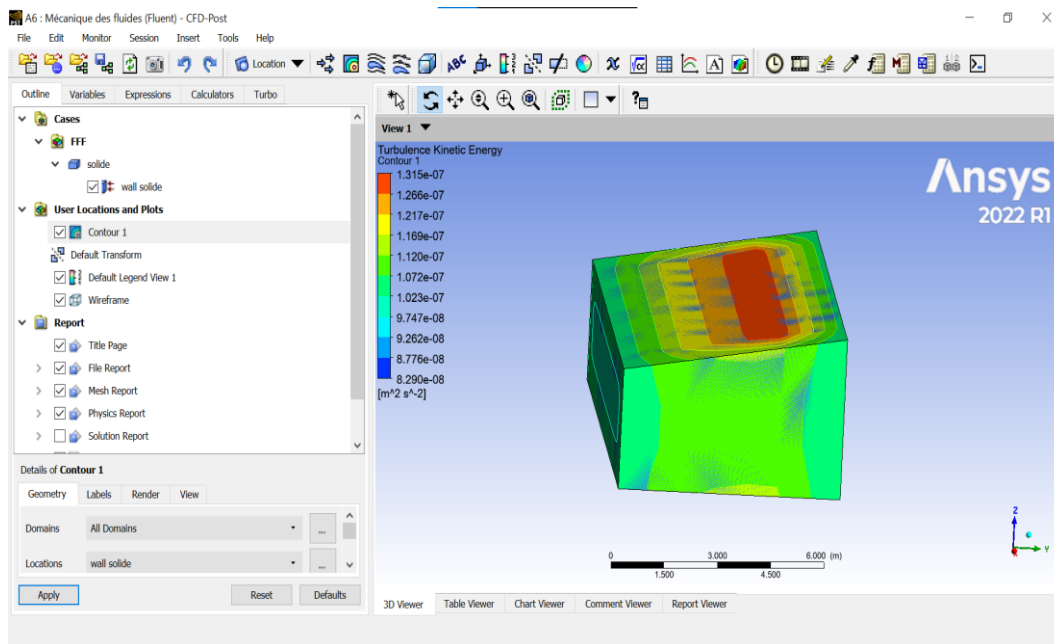 A6 : Mécanique des fluides (Fluent) - CFD-Post
File Edit Monitor Session Insert Tools Help
Location
Outline Variables Expressions Calculators Turbo
Cases
FFF
solide
wall solide
User Locations and Plots
Contour 1
Default Transform
Default Legend View 1
Wireframe
Report
Title Page
File Report
Mesh Report
Physics Report
Solution Report
Details of Contour 1
Geometry Labels Render View
Domains All Domains ...
Locations wall solide ...
Apply Reset Defaults
View 1
Turbulence Kinetic Energy
Contour 1
1.315e-07
1.266e-07
1.217e-07
1.169e-07
1.120e-07
1.072e-07
1.023e-07
9.747e-08
9.262e-08
8.776e-08
8.290e-08
[m^2 s^-2]
Ansys
2022 R1
Z
Y
0 3.000 6.000 (m)
1.500 4.500
3D Viewer Table Viewer Chart Viewer Comment Viewer Report Viewer